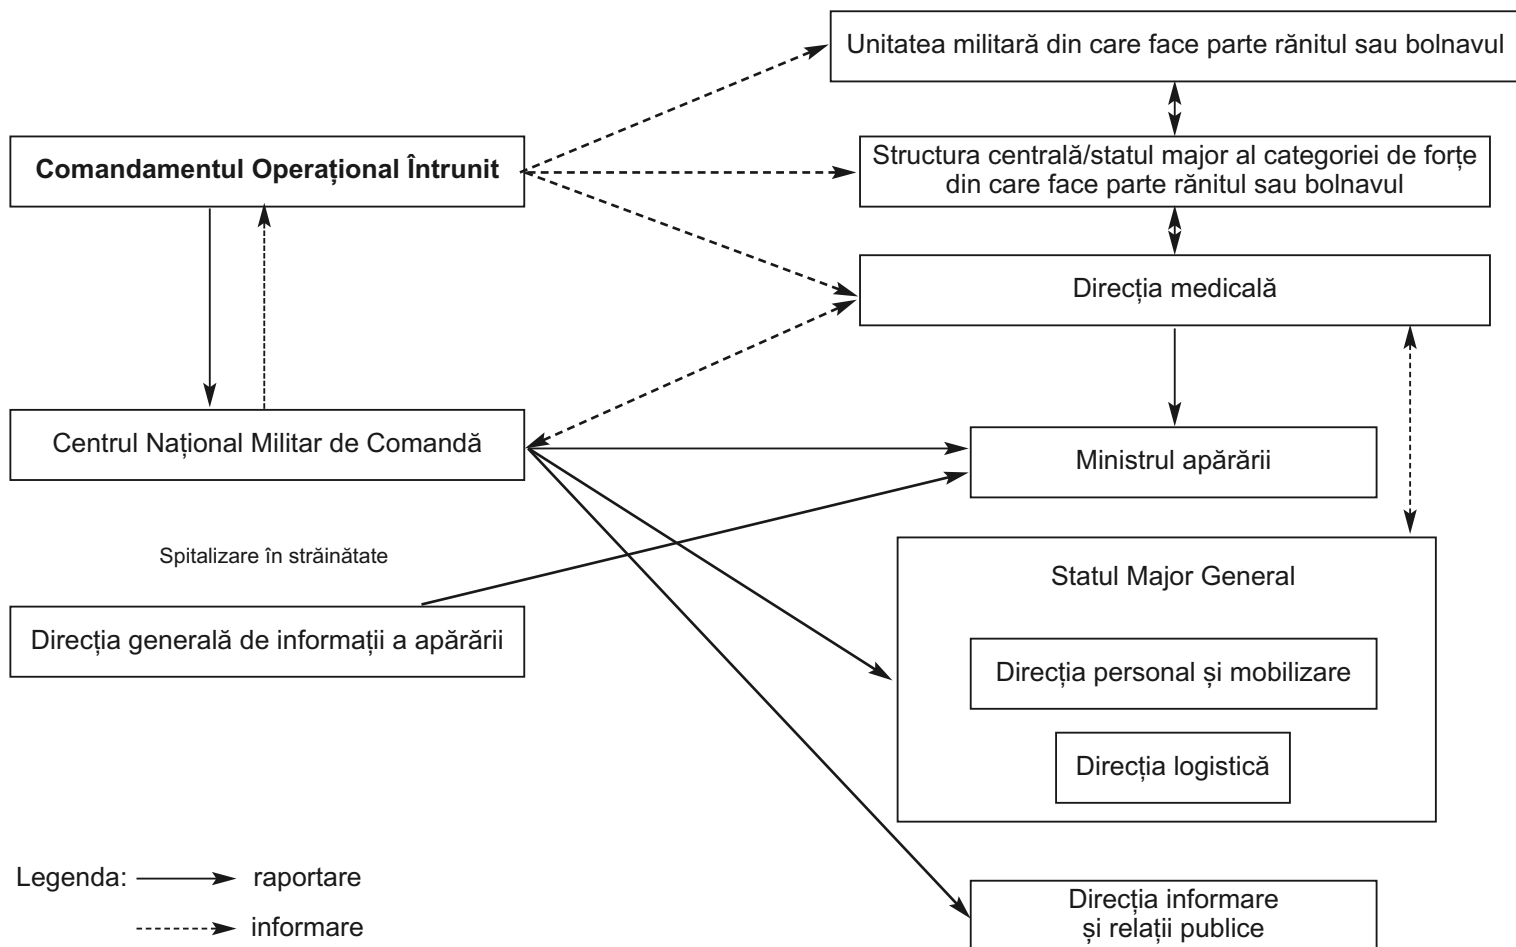 Unitatea militară din care face parte rănitul sau bolnavul
Comandamentul Operațional Întrunit
Structura centrală/statul major al categoriei de forțe
din care face parte rănitul sau bolnavul
Direcția medicală
Centrul Național Militar de Comandă
Ministrul apărării
Spitalizare în străinătate
Statul Major General
Direcția generală de informații a apărării
Direcția personal și mobilizare
Direcția logistică
Legenda:
raportare
informare
Direcția informare
și relații publice